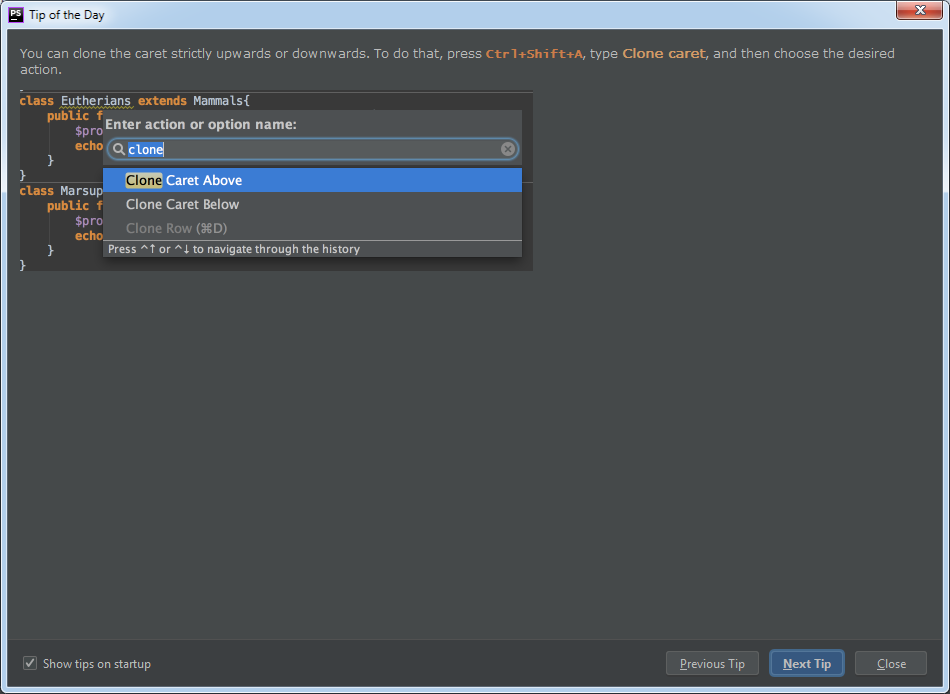 PS Tip of the Day
You can clone the caret strictly upwards or downwards. To do that, press Ctrl+Shift+A, type Clone caret, and then choose the desired
action.
class Eutherians extends Mammals{
public f
Enter action or option name:
$pro
clone
echo
}
}
Clone Caret Above
class Marsup
public f
Clone Caret Below
$pro
Clone Row (⌘D)
echo
}
Press ^↑ or ^↓ to navigate through the history
}
Show tips on startup
Previous Tip
Next Tip
Close